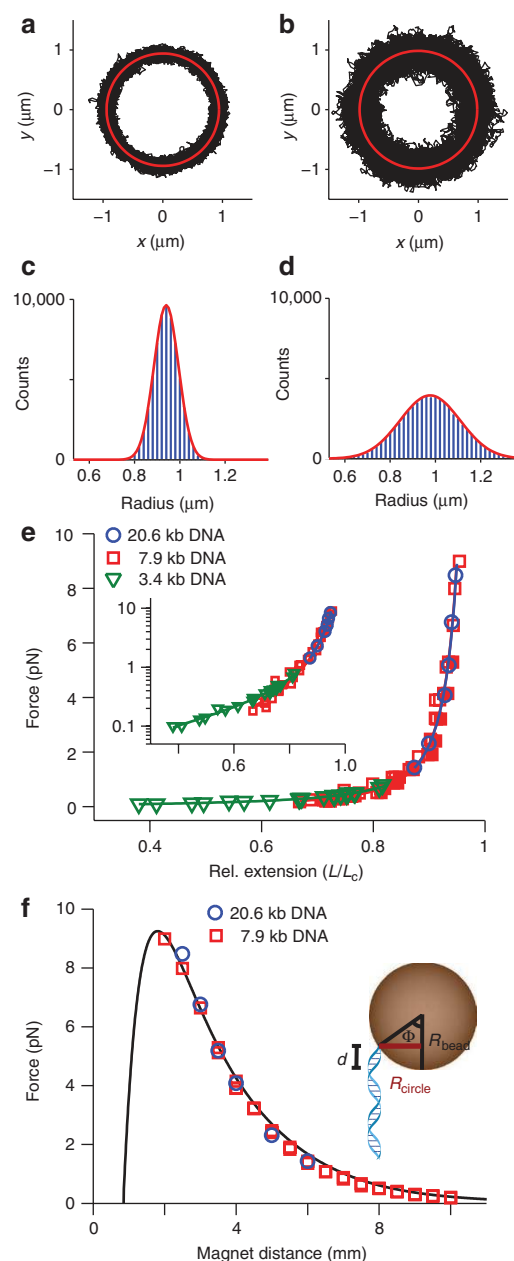 a
1
0
−1
y (μm)
−1 0 1
x (μm)
b
1
0
−1
y (μm)
−1 0 1
x (μm)
c
10,000
Counts
0
0.6 0.8 1 1.2
Radius (μm)
d
10,000
Counts
0
0.6 0.8 1 1.2
Radius (μm)
e
20.6 kb DNA
7.9 kb DNA
3.4 kb DNA
10
8
6
4
2
0
Force (pN)
10
1
0.1
0.6 1.0
0.4 0.6 0.8 1
Rel. extension (L/Lc)
f
20.6 kb DNA
7.9 kb DNA
10
8
6
4
2
0
Force (pN)
Φ
Rbead
d
Rcircle
0 4 8
Magnet distance (mm)